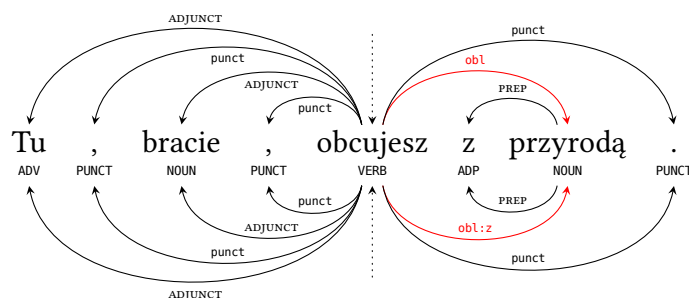 ADJUNCT
punct
punct
obl
ADJUNCT
PREP
punct
Tu , bracie , obcujesz z przyrodą .
ADV PUNCT NOUN PUNCT VERB ADP NOUN PUNCT
punct
PREP
ADJUNCT
obl:z
punct
punct
ADJUNCT